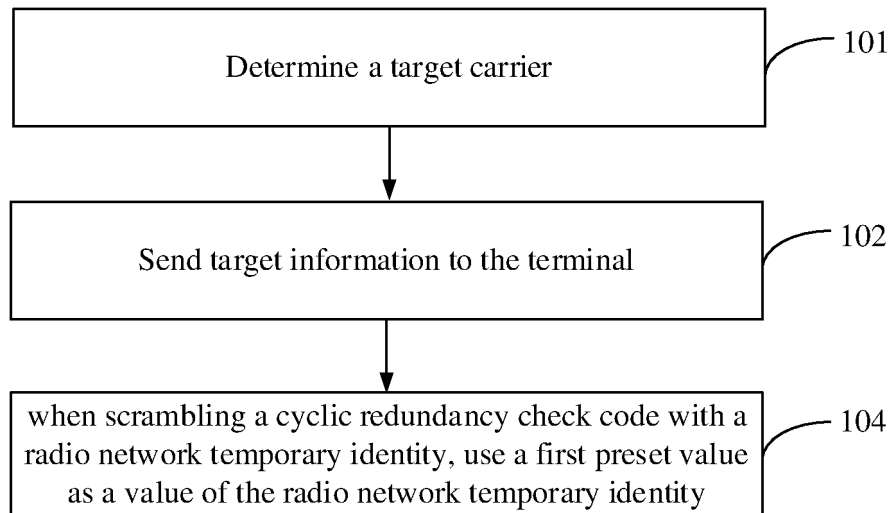 Determine a target carrier
101
Send target information to the terminal
102
when scrambling a cyclic redundancy check code with a
radio network temporary identity, use a first preset value
as a value of the radio network temporary identity
104